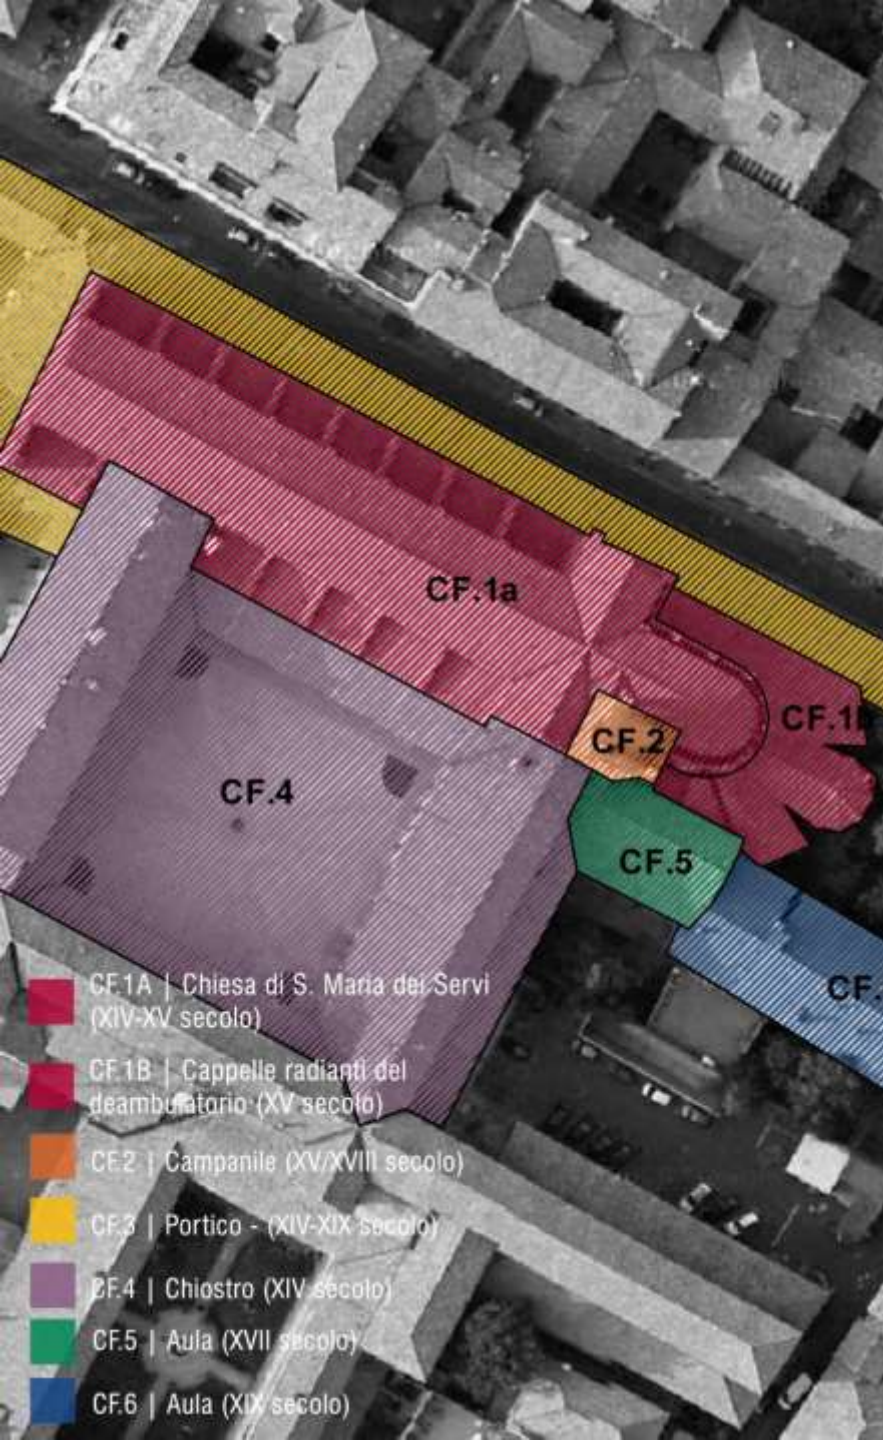 CF.1a
CF.2
CF.4
CF.5
CF.1A | Chiesa di S. Maria dei Servi
(XIV-XV secolo)
CF.1B | Cappelle radianti del
deambulatorio (XV secolo)
CF.2 | Campanile (XV/XVIII secolo)
CF.3 | Portico - (XIV-XIX secolo)
CF.4 | Chiostro (XIV secolo)
CF.5 | Aula (XVII secolo)
CF.6 | Aula (XIX secolo)